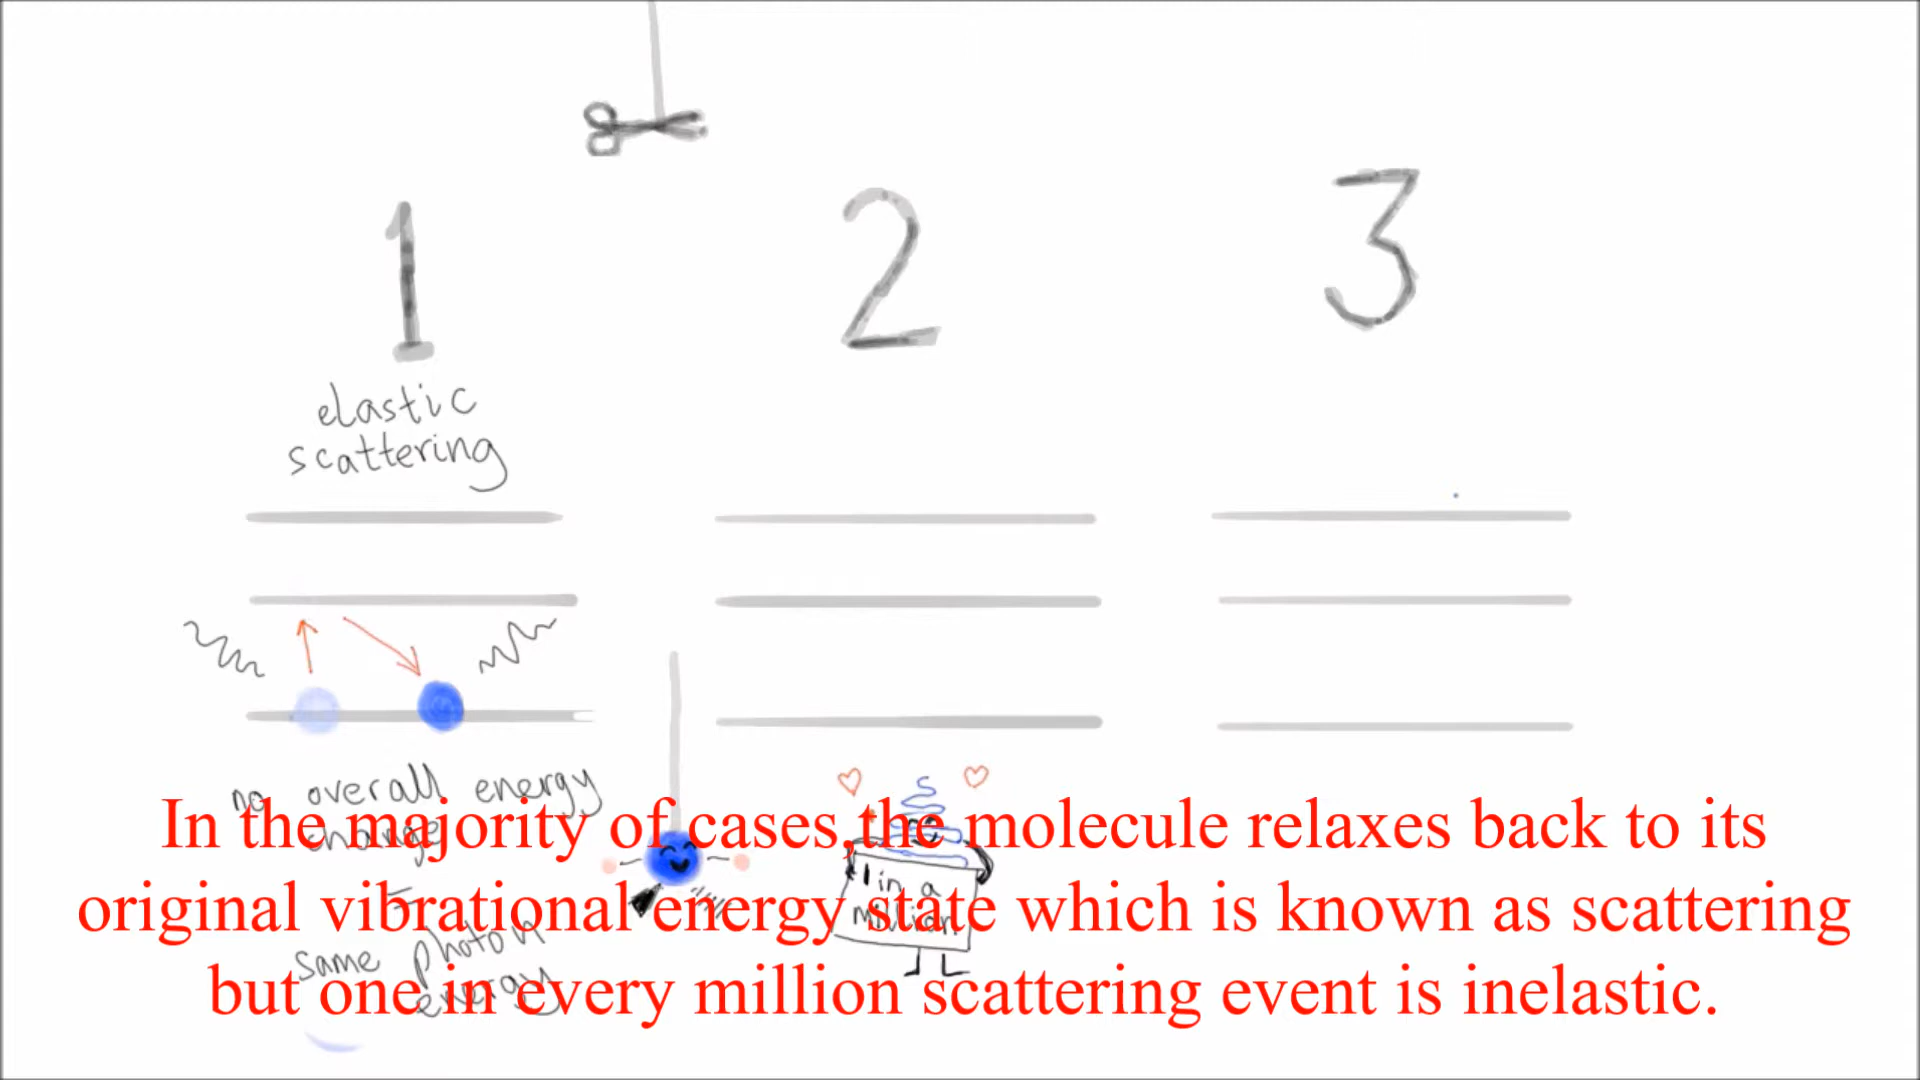 1
2
3
elastic
scattering
no overall energy
change
same photon
energy
1 in a
Million
In the majority of cases,the molecule relaxes back to its
original vibrational energy state which is known as scattering
but one in every million scattering event is inelastic.